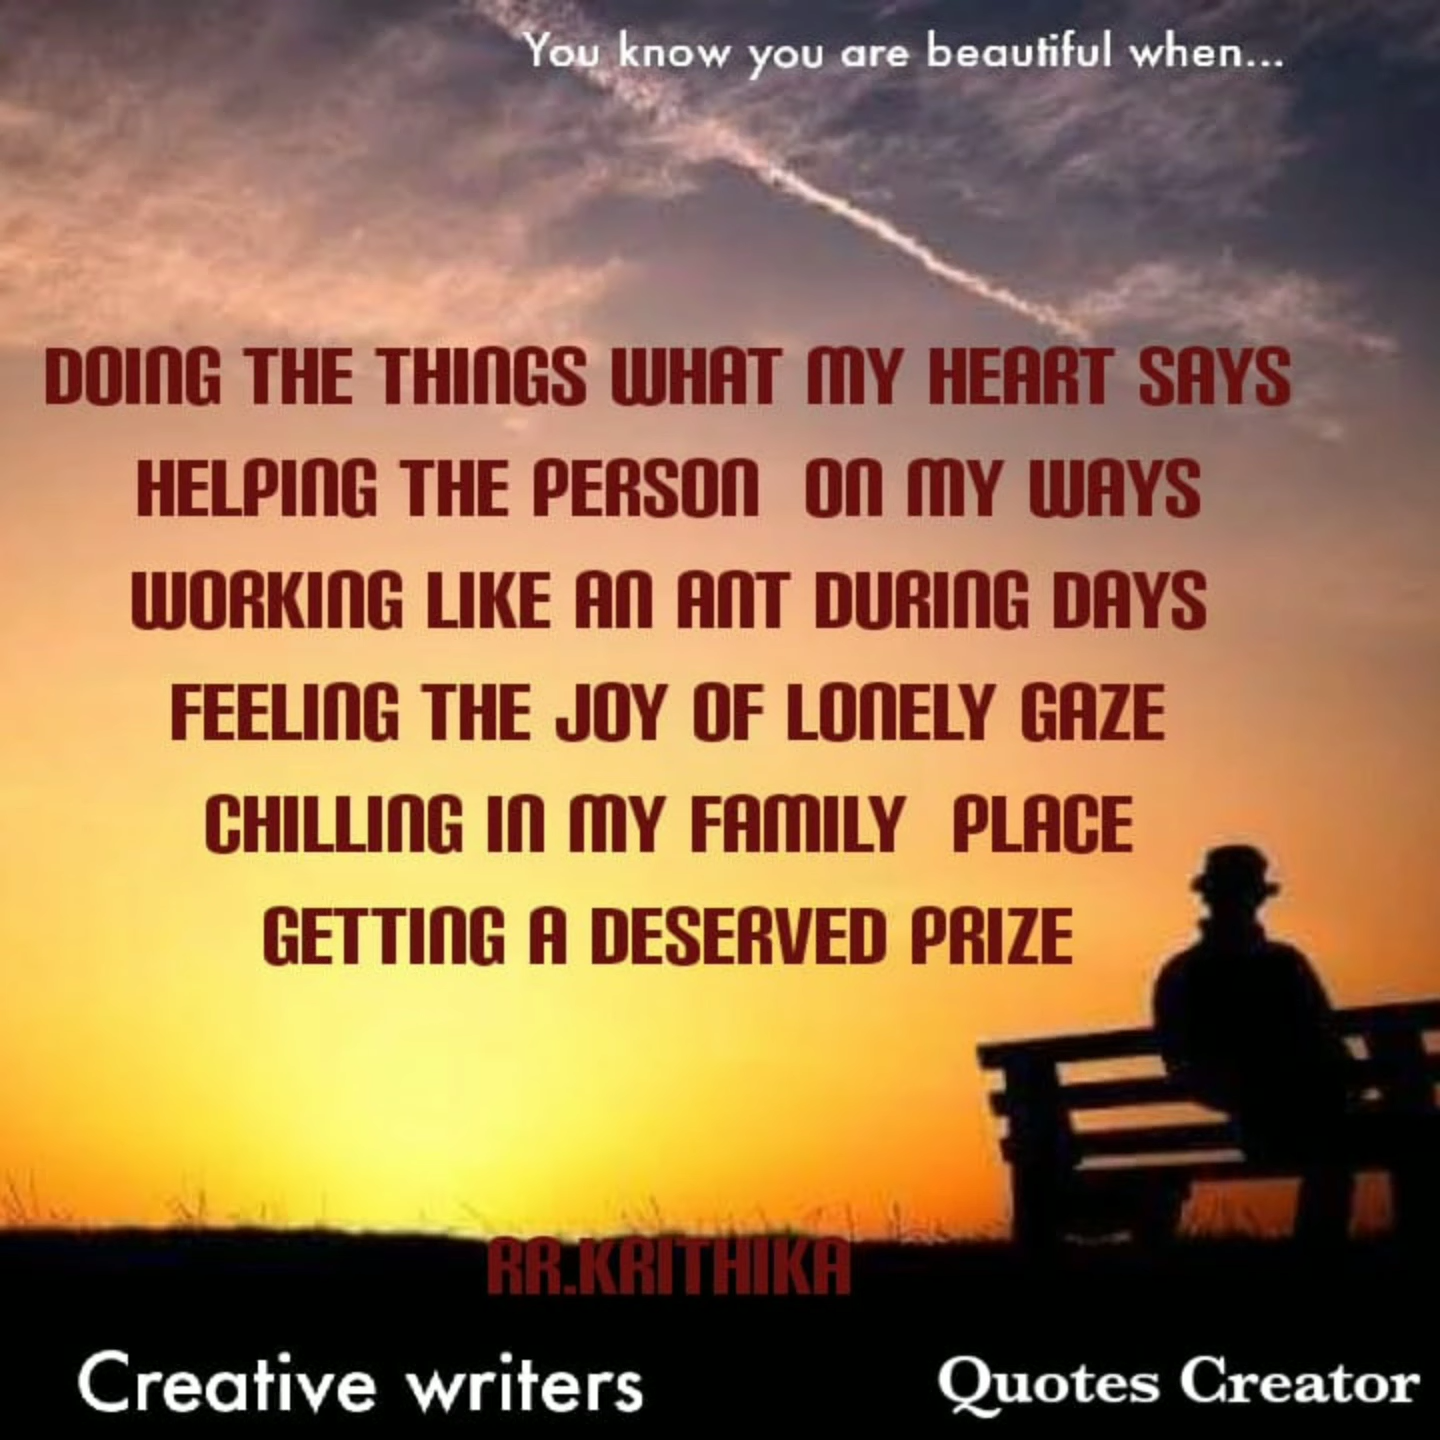 You know you are beautiful when...
DOING THE THINGS WHAT MY HEART SAYS
HELPING THE PERSON ON MY WAYS
WORKING LIKE AN ANT DURING DAYS
FEELING THE JOY OF LONELY GAZE
CHILLING IN MY FAMILY PLACE
GETTING A DESERVED PRIZE
RR.KRITHIKA
Creative writers
Quotes Creator